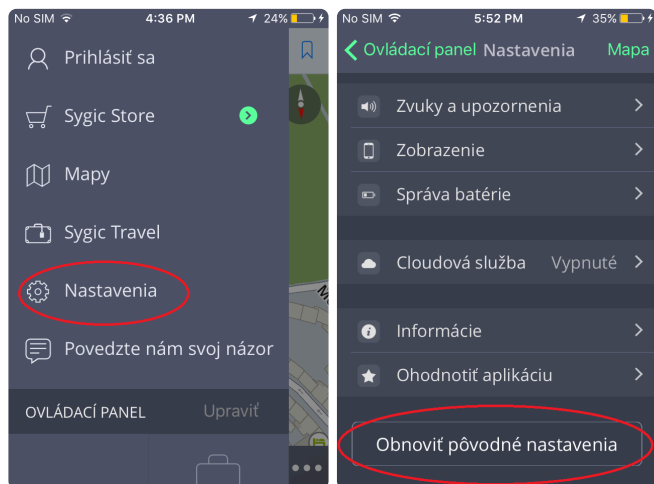 No SIM 4:36 PM 24%
Prihlásiť sa
Sygic Store
Mapy
Sygic Travel
Nastavenia
Povedzte nám svoj názor
OVLÁDACÍ PANEL Upraviť
No SIM 5:52 PM 35%
Ovládací panel Nastavenia Mapa
Zvuky a upozornenia
Zobrazenie
Správa batérie
Cloudová služba Vypnuté
Informácie
Ohodnotiť aplikáciu
Obnoviť pôvodné nastavenia